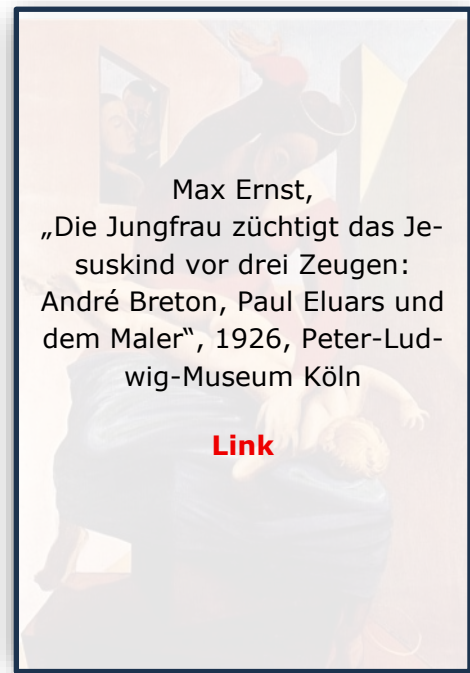 Max Ernst,
„Die Jungfrau züchtigt das Je-
suskind vor drei Zeugen:
André Breton, Paul Eluars und
dem Maler“, 1926, Peter-Lud-
wig-Museum Köln
Link